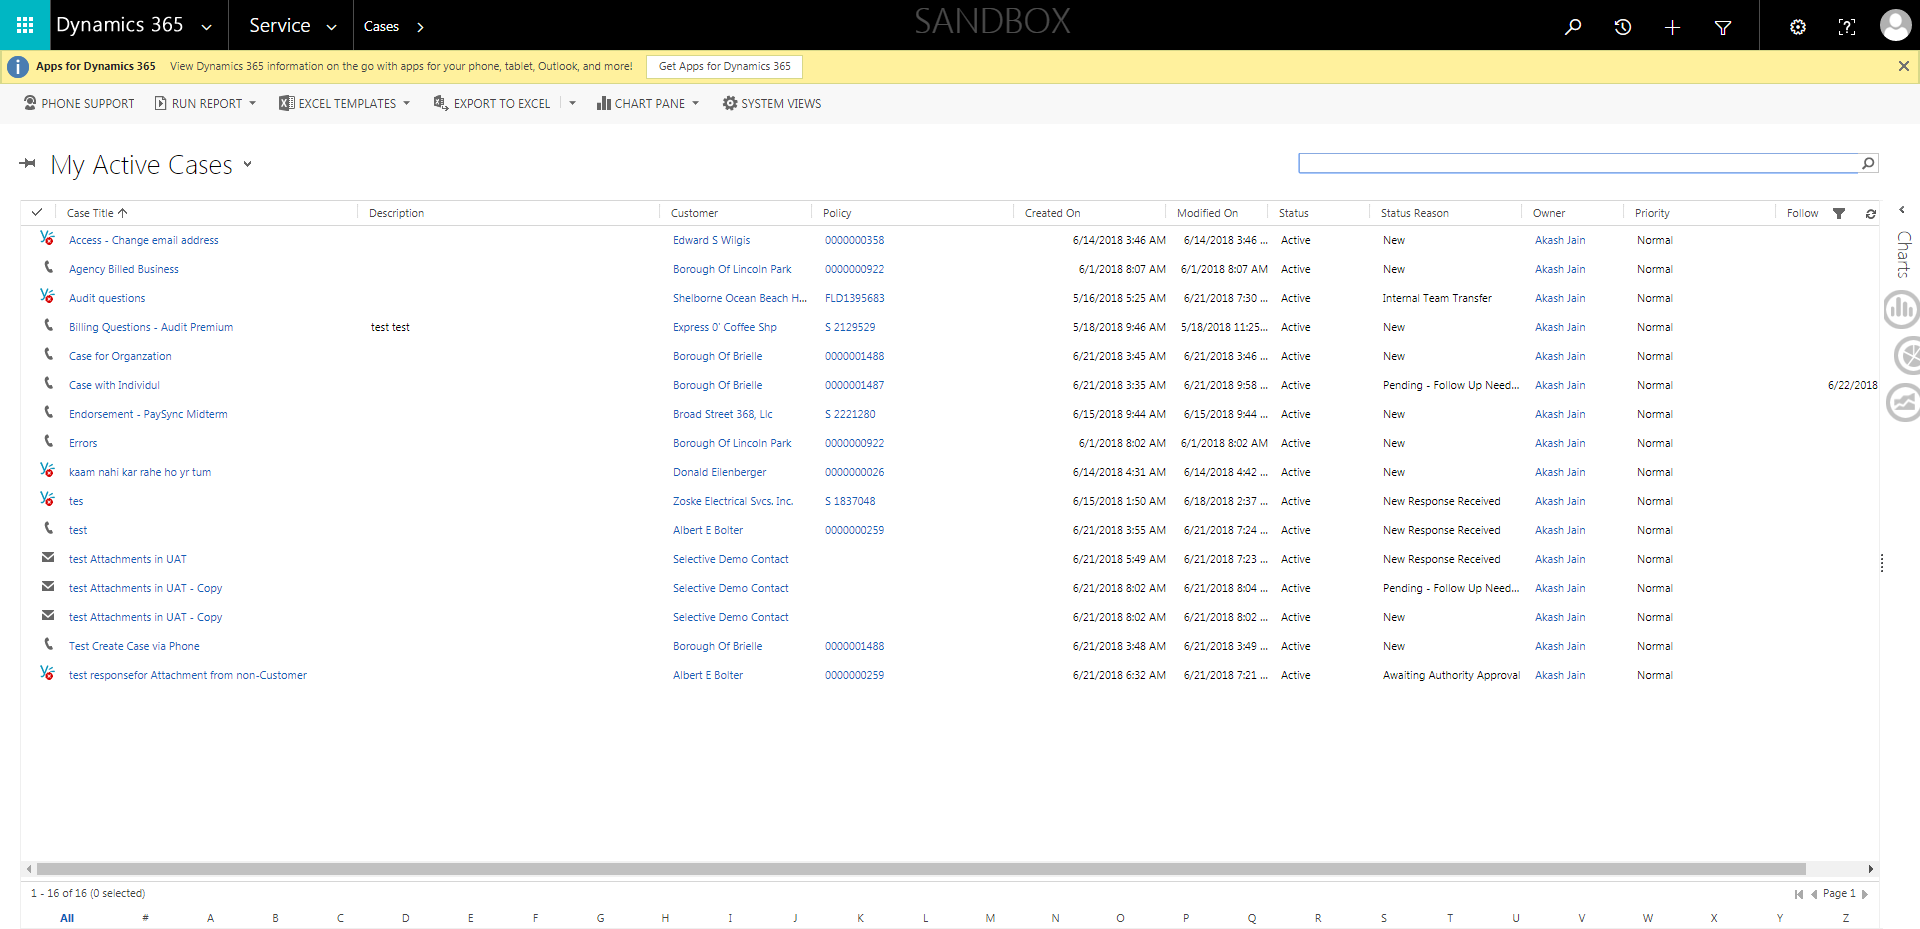 Dynamics 365 Service Cases SANDBOX
Apps for Dynamics 365 View Dynamics 365 information on the go with apps for your phone, tablet, Outlook, and more! Get Apps for Dynamics 365
PHONE SUPPORT RUN REPORT EXCEL TEMPLATES EXPORT TO EXCEL CHART PANE SYSTEM VIEWS
My Active Cases
Case Title Description Customer Policy Created On Modified On Status Status Reason Owner Priority Follow
Charts
Access - Change email address Edward S Wilgis 0000000358 6/14/2018 3:46 AM 6/14/2018 3:46 ... Active New Akash Jain Normal
Agency Billed Business Borough Of Lincoln Park 0000000922 6/1/2018 8:07 AM 6/1/2018 8:07 AM Active New Akash Jain Normal
Audit questions Shelborne Ocean Beach H... FLD1395683 5/16/2018 5:25 AM 6/21/2018 7:30 ... Active Internal Team Transfer Akash Jain Normal
Billing Questions - Audit Premium test test Express 0' Coffee Shp S 2129529 5/18/2018 9:46 AM 5/18/2018 11:25... Active New Akash Jain Normal
Case for Organzation Borough Of Brielle 0000001488 6/21/2018 3:45 AM 6/21/2018 3:46 ... Active New Akash Jain Normal
Case with Individul Borough Of Brielle 0000001487 6/21/2018 3:35 AM 6/21/2018 9:58 ... Active Pending - Follow Up Need... Akash Jain Normal 6/22/2018
Endorsement - PaySync Midterm Broad Street 368, Llc S 2221280 6/15/2018 9:44 AM 6/15/2018 9:44 ... Active New Akash Jain Normal
Errors Borough Of Lincoln Park 0000000922 6/1/2018 8:02 AM 6/1/2018 8:02 AM Active New Akash Jain Normal
kaam nahi kar rahe ho yr tum Donald Ellenberger 0000000026 6/14/2018 4:31 AM 6/14/2018 4:42 ... Active New Akash Jain Normal
tes Zoske Electrical Svcs. Inc. S 1837048 6/15/2018 1:50 AM 6/18/2018 2:37 ... Active New Response Received Akash Jain Normal
test Albert E Bolter 0000000259 6/21/2018 3:55 AM 6/21/2018 7:24 ... Active New Response Received Akash Jain Normal
test Attachments in UAT Selective Demo Contact 6/21/2018 5:49 AM 6/21/2018 7:23 ... Active New Response Received Akash Jain Normal
test Attachments in UAT - Copy Selective Demo Contact 6/21/2018 8:02 AM 6/21/2018 8:04 ... Active Pending - Follow Up Need... Akash Jain Normal
test Attachments in UAT - Copy Selective Demo Contact 6/21/2018 8:02 AM 6/21/2018 8:02 ... Active New Akash Jain Normal
Test Create Case via Phone Borough Of Brielle 0000001488 6/21/2018 3:48 AM 6/21/2018 3:49 ... Active New Akash Jain Normal
test responsefor Attachment from non-Customer Albert E Bolter 0000000259 6/21/2018 6:32 AM 6/21/2018 7:21 ... Active Awaiting Authority Approval Akash Jain Normal
1 - 16 of 16 (0 selected) Page 1
All # A B C D E F G H I J K L M N O P Q R S T U V W X Y Z